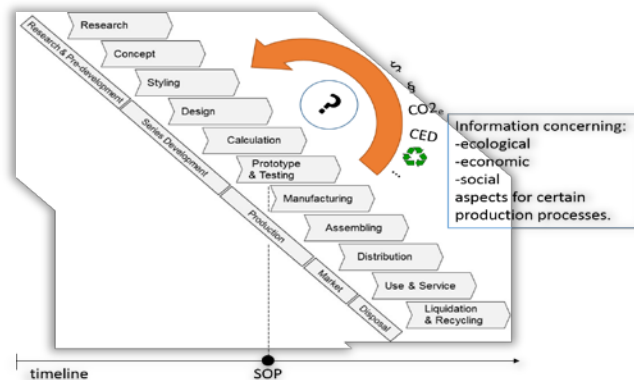 Research
Concept
Styling
Design
Calculation
Prototype
& Testing
Manufacturing
Assembling
Distribution
Use & Service
Liquidation
& Recycling
Research & Pre-development
Series Development
Production
Market
Disposal
?
$
§
CO2e
CED
...
Information concerning:
-ecological
-economic
-social
aspects for certain
production processes.
timeline
SOP